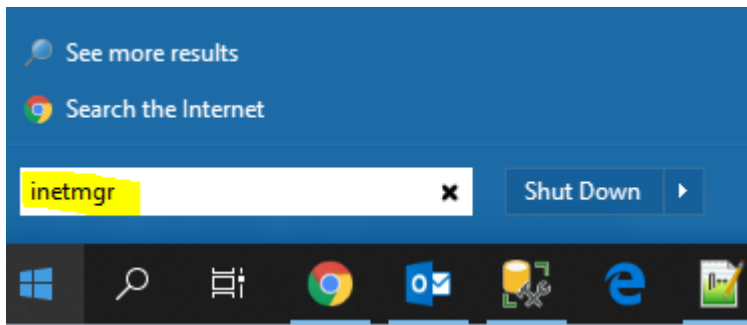 See more results
Search the Internet
inetmgr
Shut Down